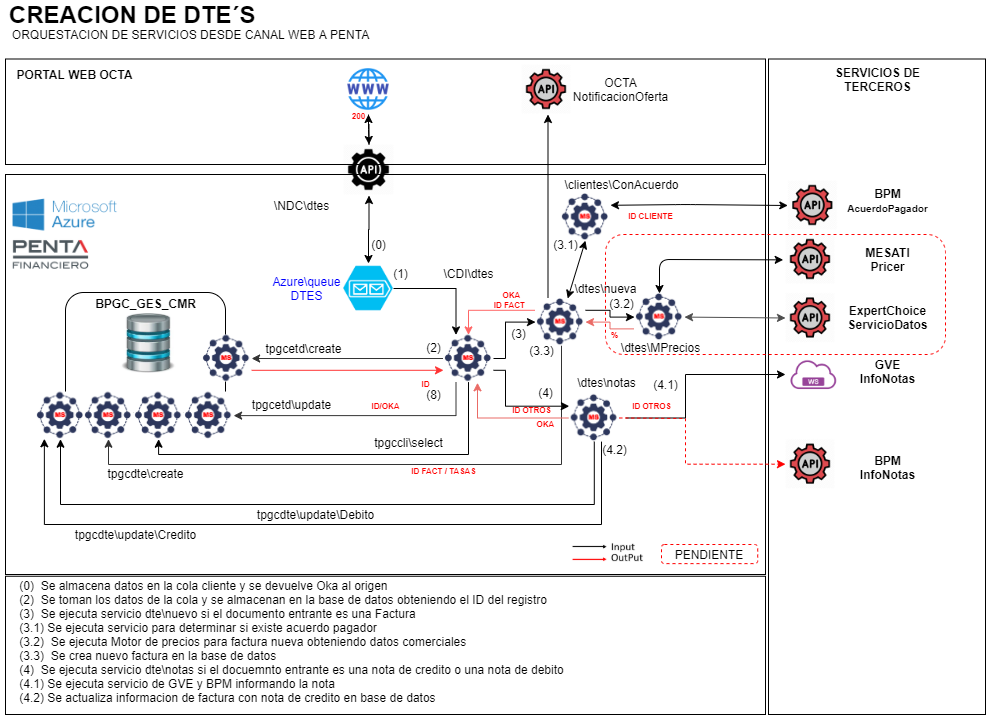 CREACION DE DTE´S
ORQUESTACION DE SERVICIOS DESDE CANAL WEB A PENTA
PORTAL WEB OCTA
WWW
200
API
API
OCTA
NotificacionOferta
SERVICIOS DE
TERCEROS
Microsoft
Azure
PENTA
FINANCIERO
\NDC\dtes
(0)
Azure\queue
DTES
(1)
\CDI\dtes
\clientes\ConAcuerdo
MS
ID CLIENTE
(3.1)
API
BPM
AcuerdoPagador
API
MESATI
Pricer
\dtes\nueva
(3.2)
OKA
ID FACT
MS
MS
%
(3)
(3.3)
\dtes\MPrecios
API
ExpertChoice
ServicioDatos
BPGC_GES_CMR
MS
tpgcetd\create
(2)
MS
ID
(8)
tpgcetd\update
ID/OKA
MS
MS
MS
MS
\dtes\notas
(4)
(4.1)
ID OTROS
OKA
MS
ID OTROS
(4.2)
WS
GVE
InfoNotas
API
BPM
InfoNotas
tpgccli\select
tpgcdte\create
ID FACT / TASAS
tpgcdte\update\Debito
tpgcdte\update\Credito
Input
OutPut
PENDIENTE
(0) Se almacena datos en la cola cliente y se devuelve Oka al origen
(2) Se toman los datos de la cola y se almacenan en la base de datos obteniendo el ID del registro
(3) Se ejecuta servicio dte\nuevo si el documento entrante es una Factura
(3.1) Se ejecuta servicio para determinar si existe acuerdo pagador
(3.2) Se ejecuta Motor de precios para factura nueva obteniendo datos comerciales
(3.3) Se crea nuevo factura en la base de datos
(4) Se ejecuta servicio dte\notas si el docuemnto entrante es una nota de credito o una nota de debito
(4.1) Se ejecuta servicio de GVE y BPM informando la nota
(4.2) Se actualiza informacion de factura con nota de credito en base de datos